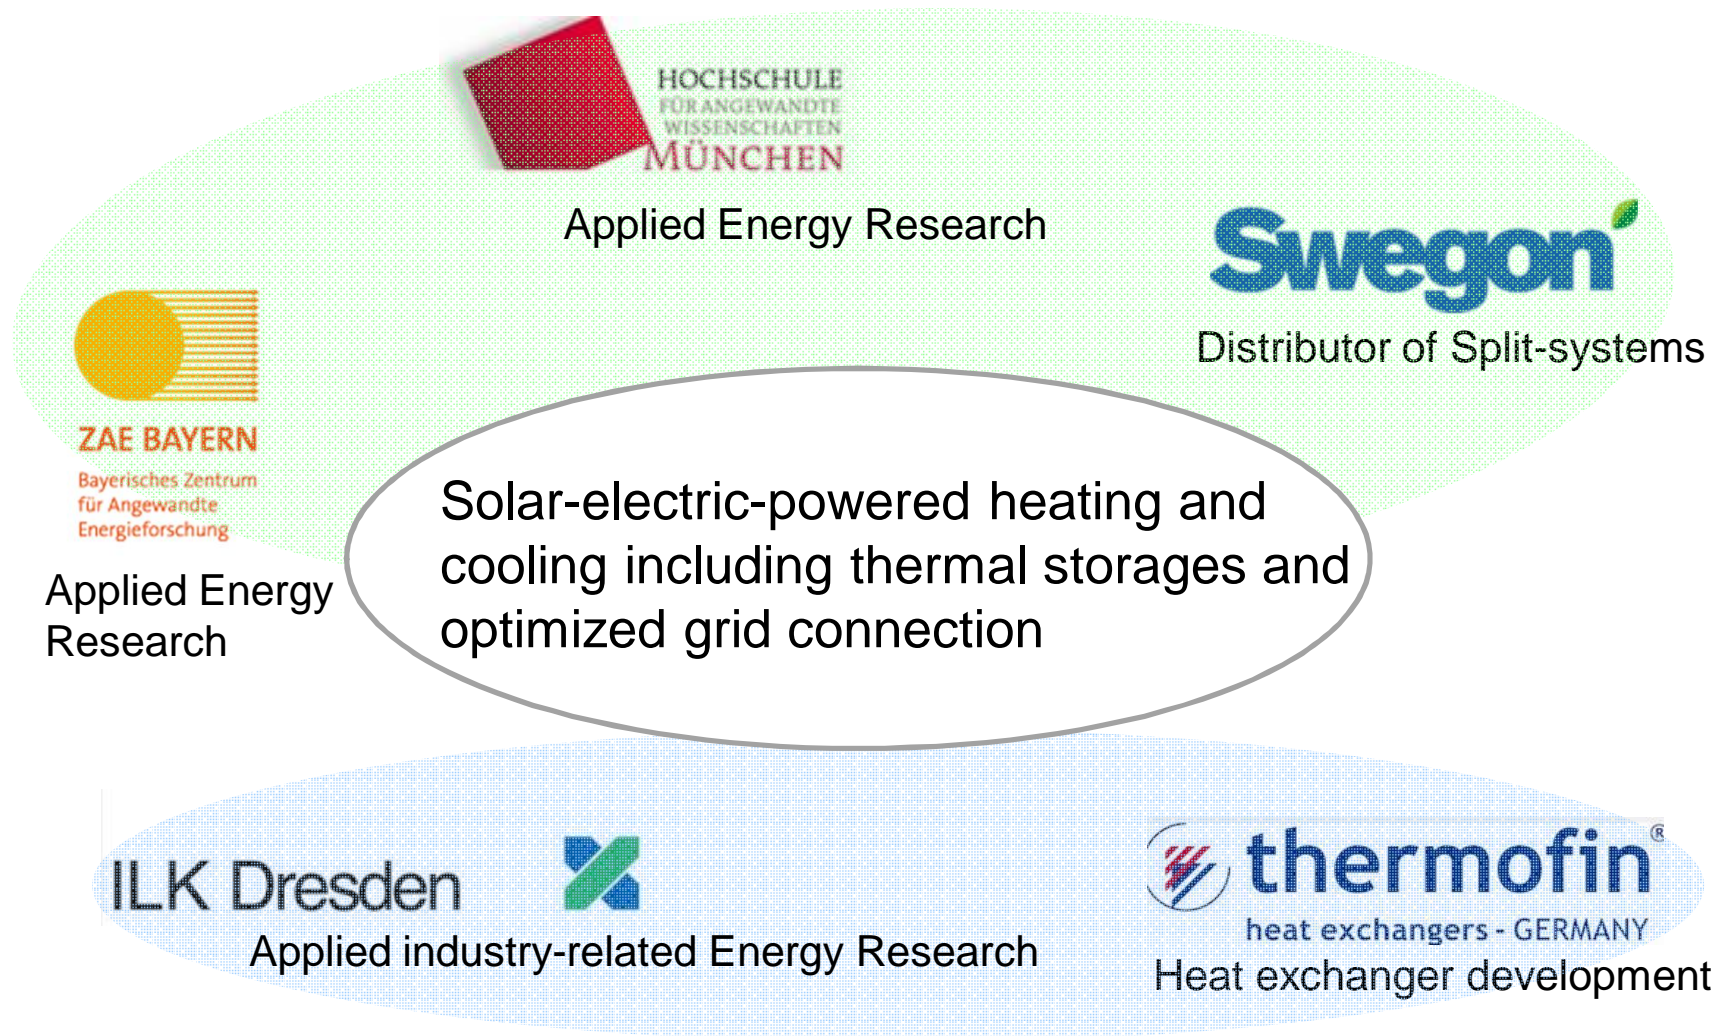 HOCHSCHULE
FÜR ANGEWANDTE
WISSENSCHAFTEN
MÜNCHEN
Applied Energy Research
Swegon
Distributor of Split-systems
ZAE BAYERN
Bayerisches Zentrum
für Angewandte
Energieforschung
Applied Energy
Research
Solar-electric-powered heating and
cooling including thermal storages and
optimized grid connection
ILK Dresden
Applied industry-related Energy Research
thermofin®
heat exchangers - GERMANY
Heat exchanger development